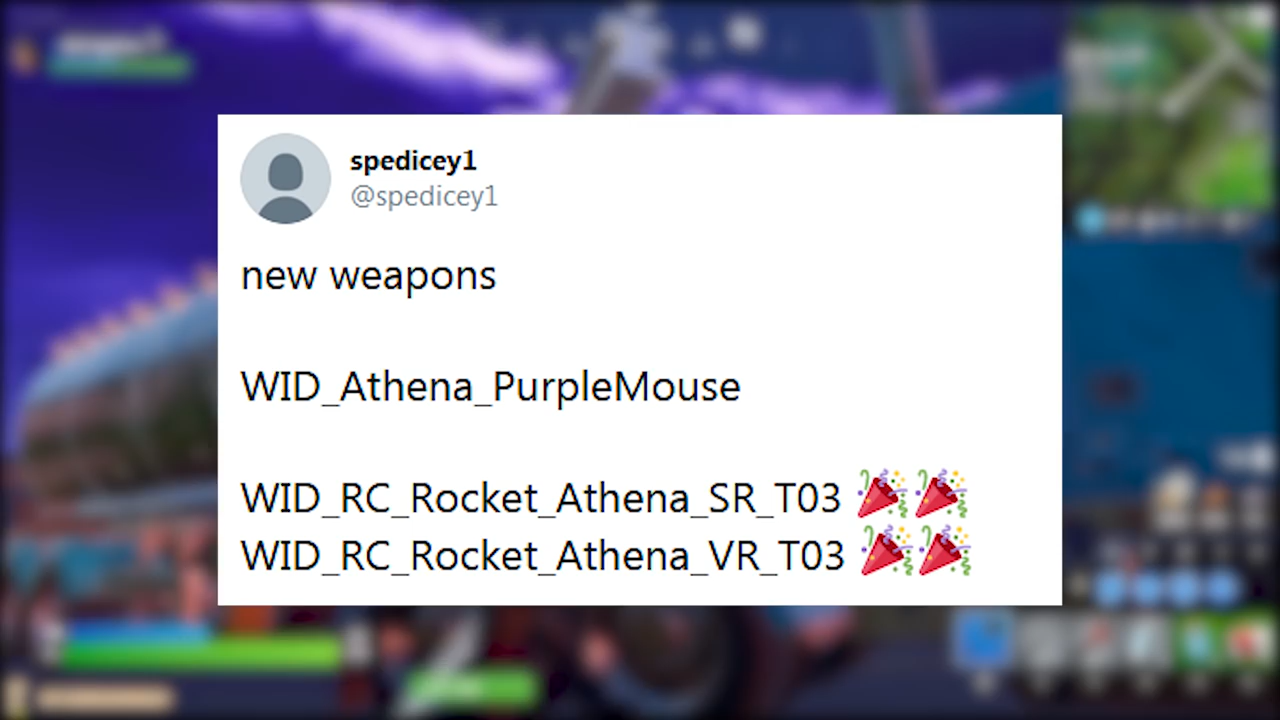 spedicey1
@spedicey1
new weapons
WID_Athena_PurpleMouse
WID_RC_Rocket_Athena_SR_T03 🎉🎉
WID_RC_Rocket_Athena_VR_T03 🎉🎉